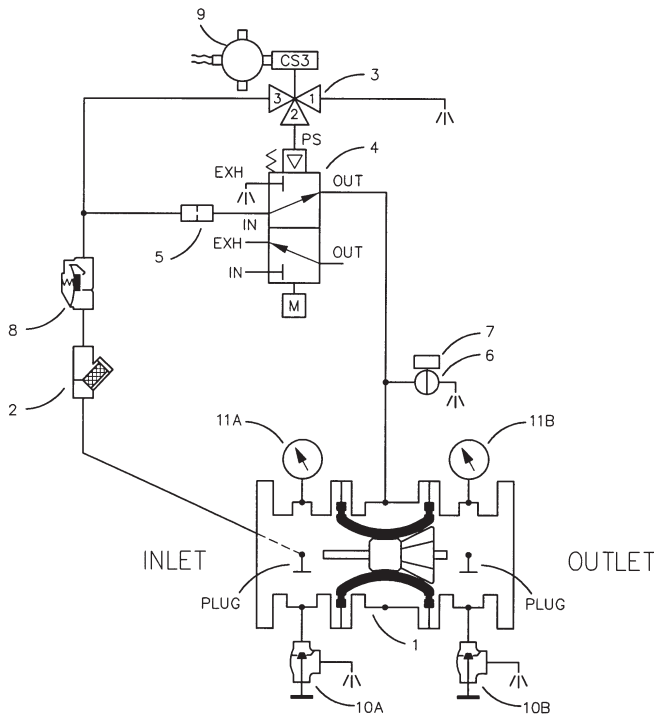 9
CS3
3
3
1
2
PS
4
EXH
OUT
IN
5
EXH
OUT
IN
8
M
7
6
2
11A
11B
INLET
OUTLET
PLUG
PLUG
1
10A
10B